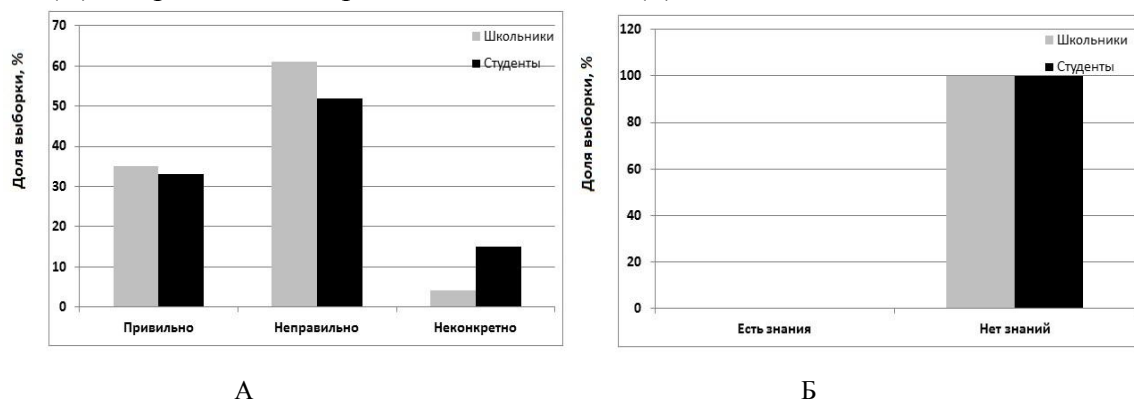 70
60
50
40
30
20
10
0
Доля выборки, %
Школьники
Студенты
Привильно
Неправильно
Неконкретно
А
120
100
80
60
40
20
0
Доля выборки, %
Школьники
Студенты
Есть знания
Нет знаний
Б